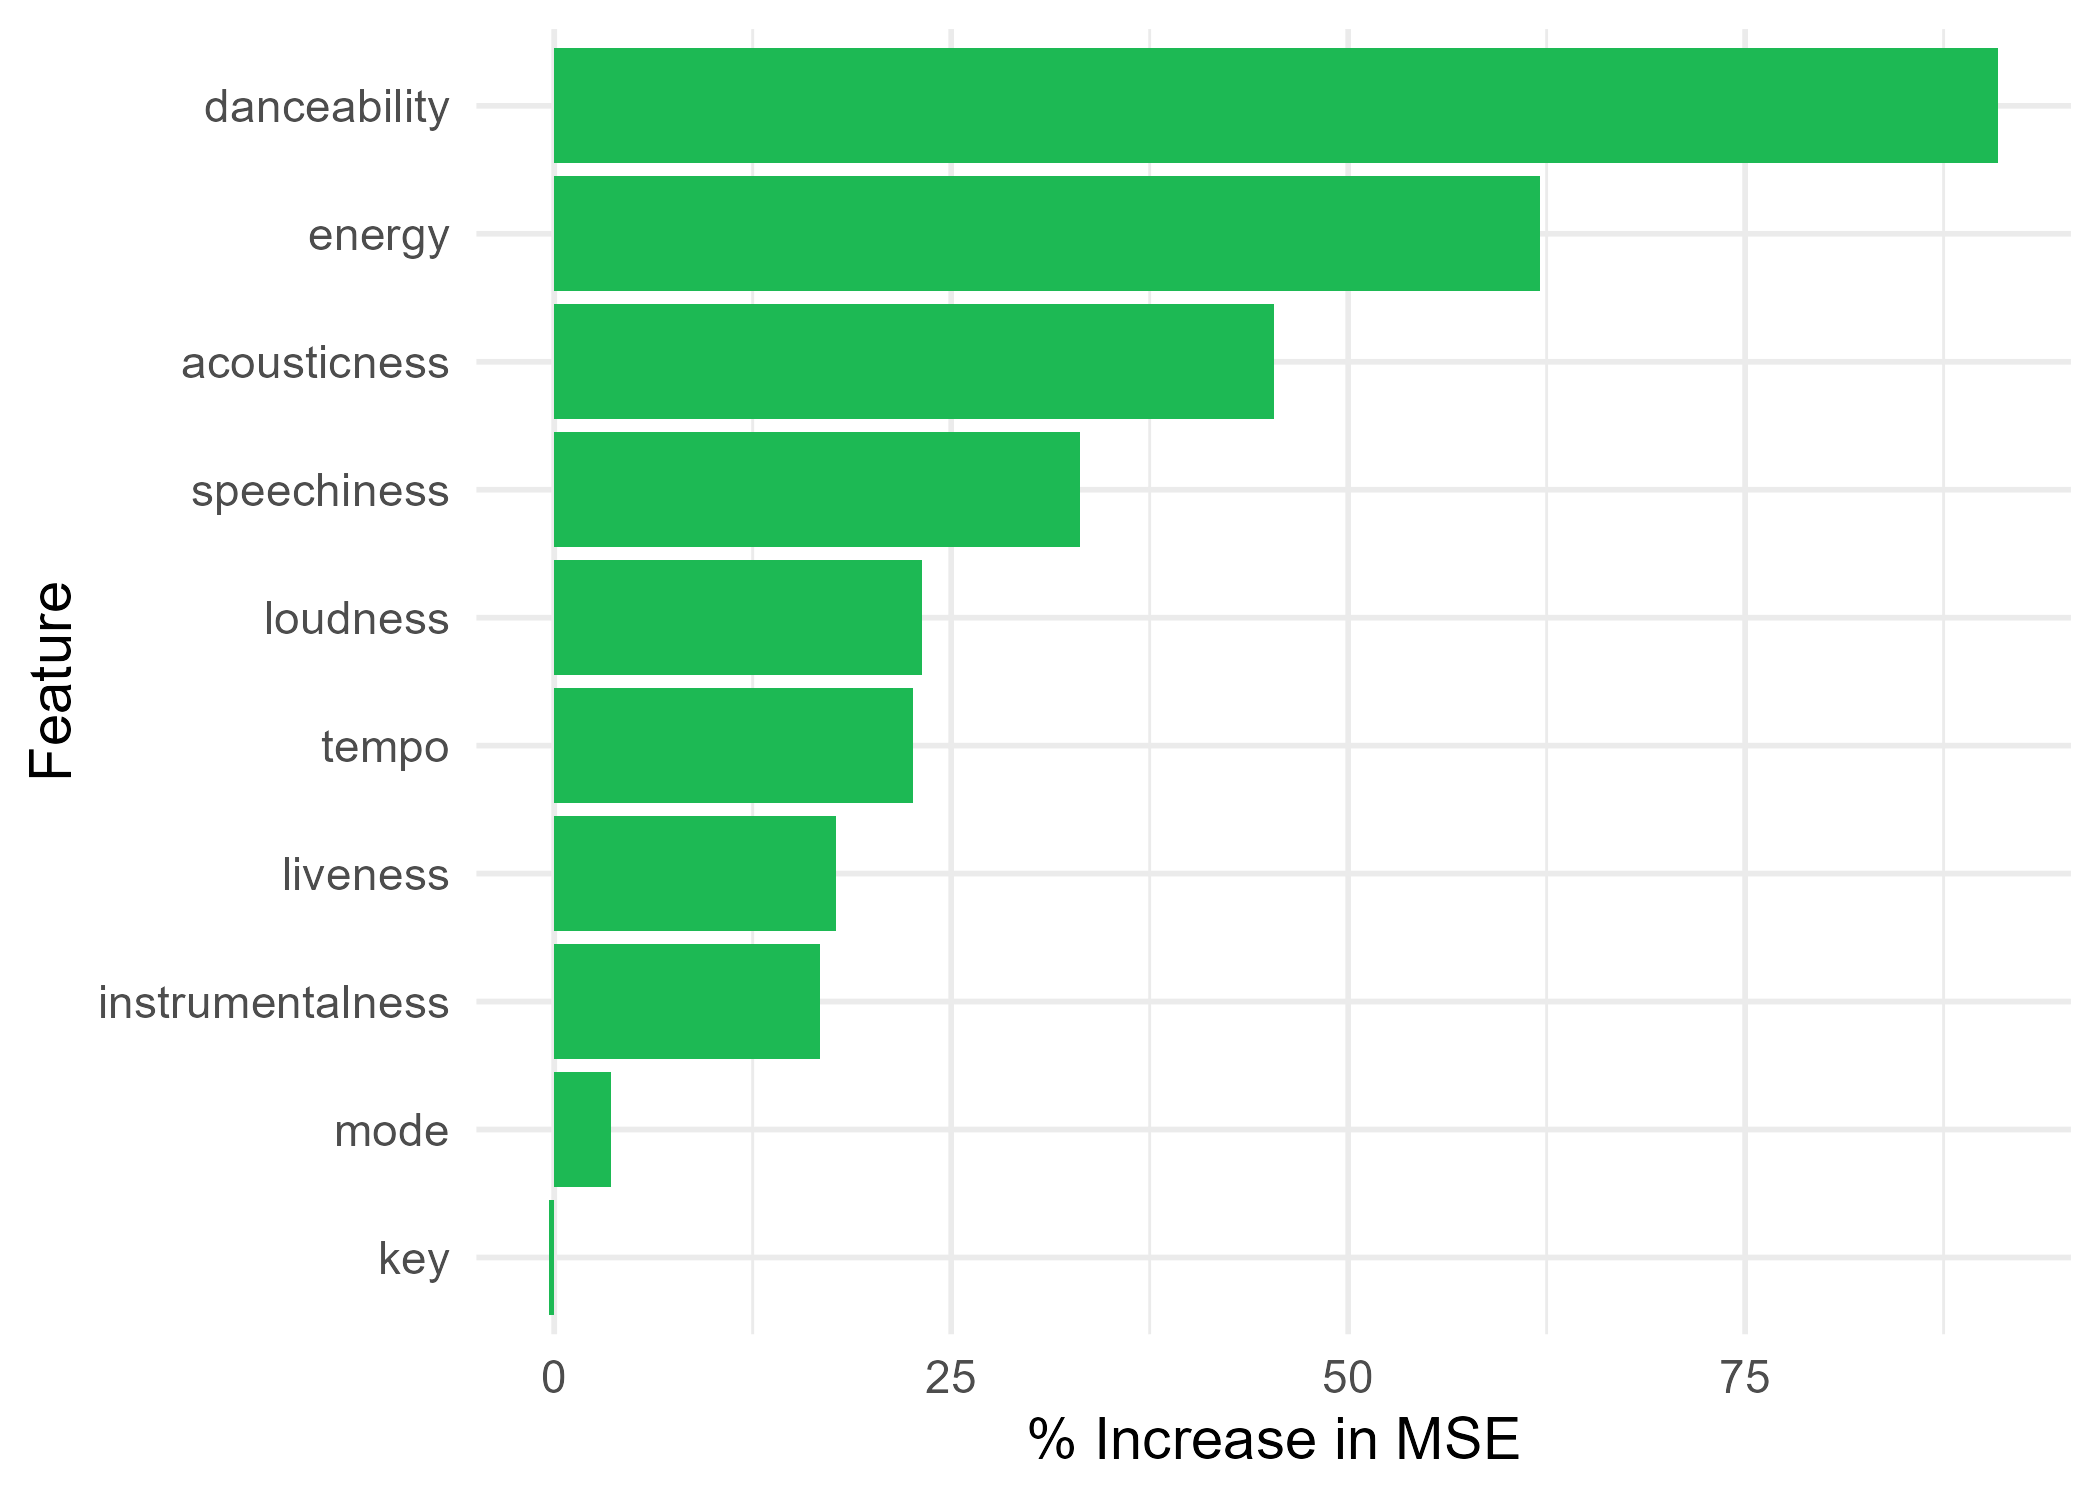 danceability
energy
acousticness
speechiness
loudness
tempo
liveness
instrumentalness
mode
key
Feature
0 25 50 75
% Increase in MSE